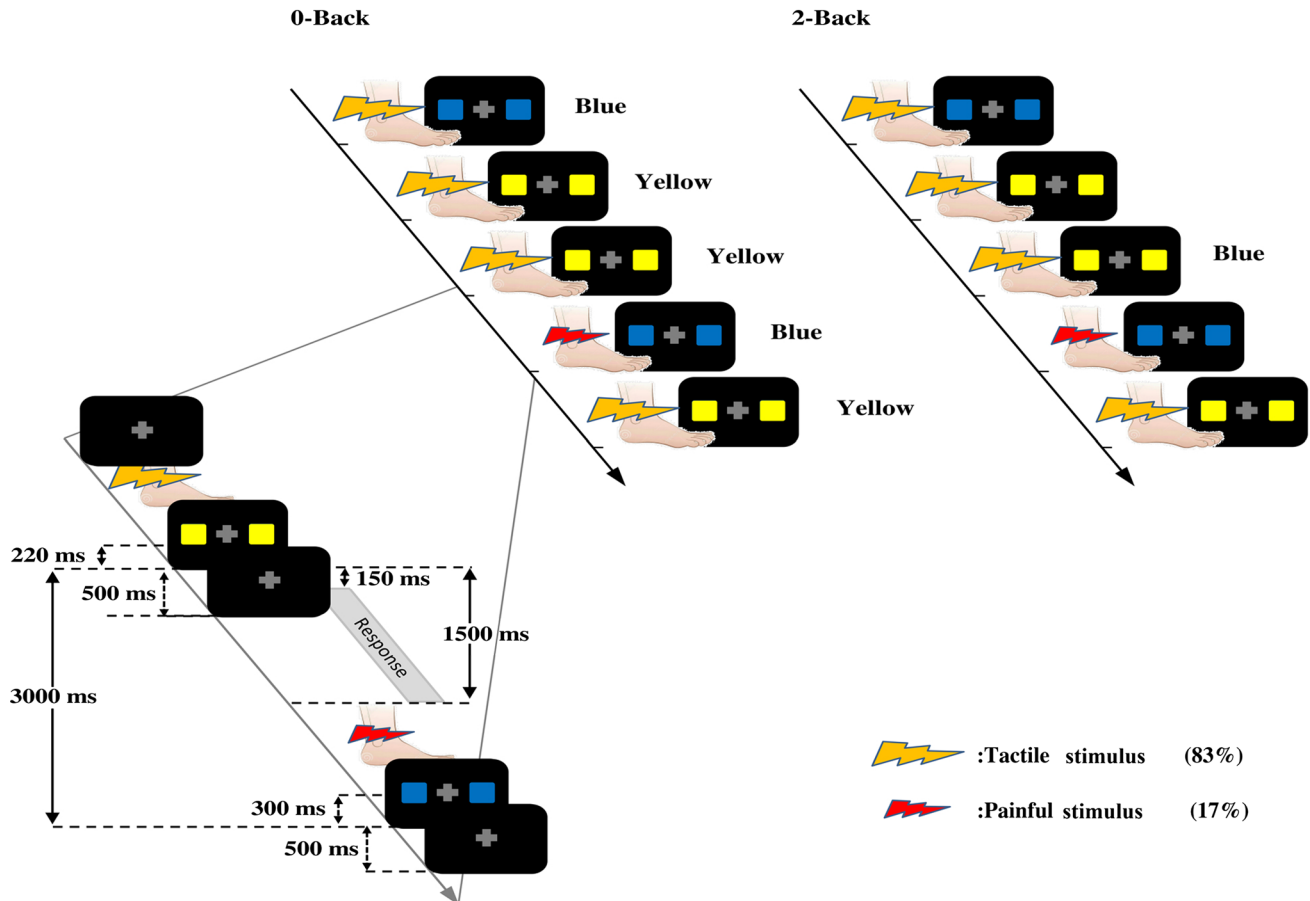 0-Back
2-Back
Blue
Yellow
Yellow
Blue
Blue
Yellow
220 ms
500 ms
150 ms
1500 ms
Response
3000 ms
300 ms
500 ms
:Tactile stimulus (83%)
:Painful stimulus (17%)